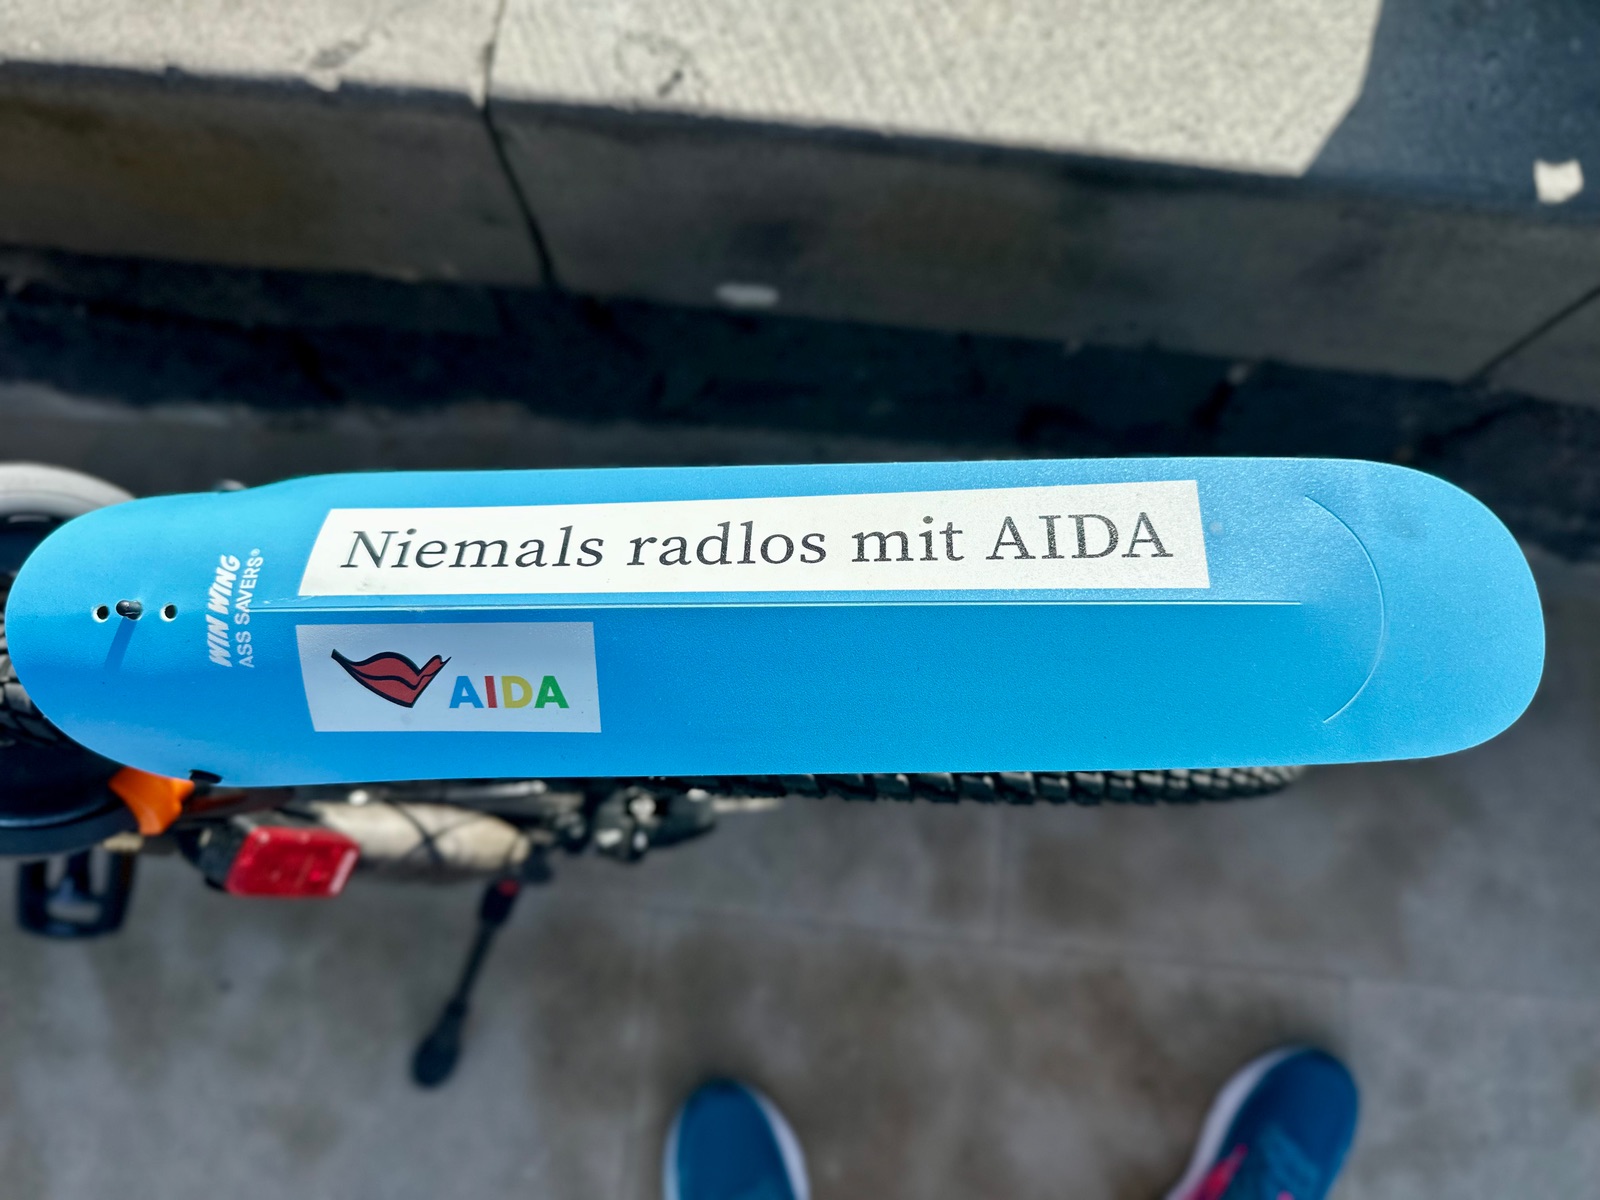 Niemals radlos mit AIDA
WIN WING
ASS SAVERS®
AIDA